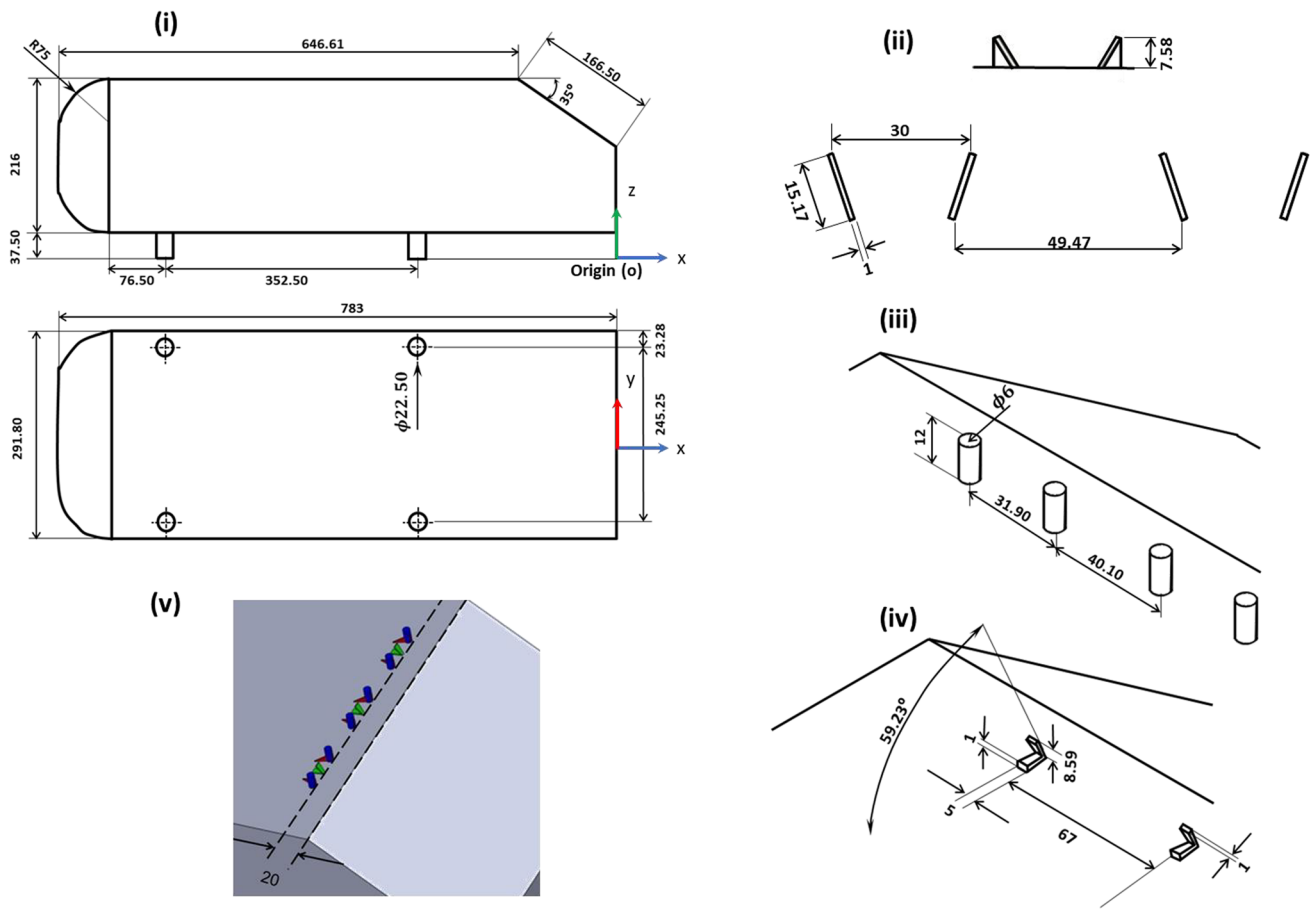 (i)
646.61
R75
166.50
35°
216
z
37.50
Origin (o)
x
76.50
352.50
783
23.28
y
ϕ22.50
245.25
291.80
x
(ii)
7.58
30
15.17
49.47
1
(iii)
ϕ6
12
31.90
40.10
(iv)
59.23°
1
8.59
5
67
1
(v)
20